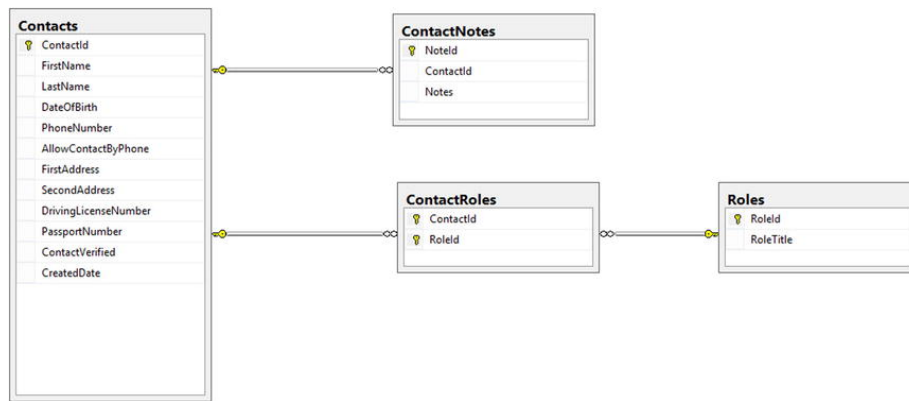 Contacts
ContactId
FirstName
LastName
DateOfBirth
PhoneNumber
AllowContactByPhone
FirstAddress
SecondAddress
DrivingLicenseNumber
PassportNumber
ContactVerified
CreatedDate
ContactNotes
NoteId
ContactId
Notes
ContactRoles
ContactId
RoleId
Roles
RoleId
RoleTitle